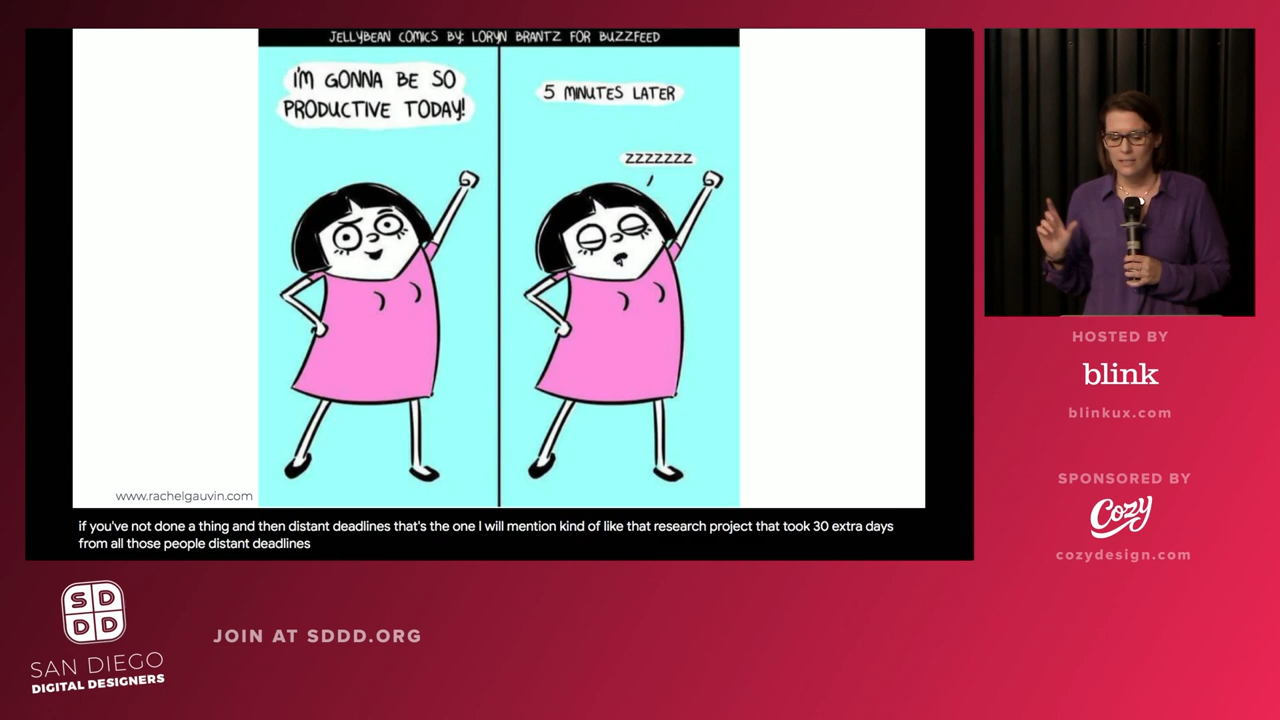 JELLYBEAN COMICS BY: LORYN BRANTZ FOR BUZZFEED
I'M GONNA BE SO
PRODUCTIVE TODAY!
5 MINUTES LATER
ZZZZZZZ
www.rachelgauvin.com
if you've not done a thing and then distant deadlines that's the one I will mention kind of like that research project that took 30 extra days
from all those people distant deadlines
HOSTED BY
blink
blinkux.com
SPONSORED BY
Cozy
cozydesign.com
SD
DD
SAN DIEGO
DIGITAL DESIGNERS
JOIN AT SDDD.ORG